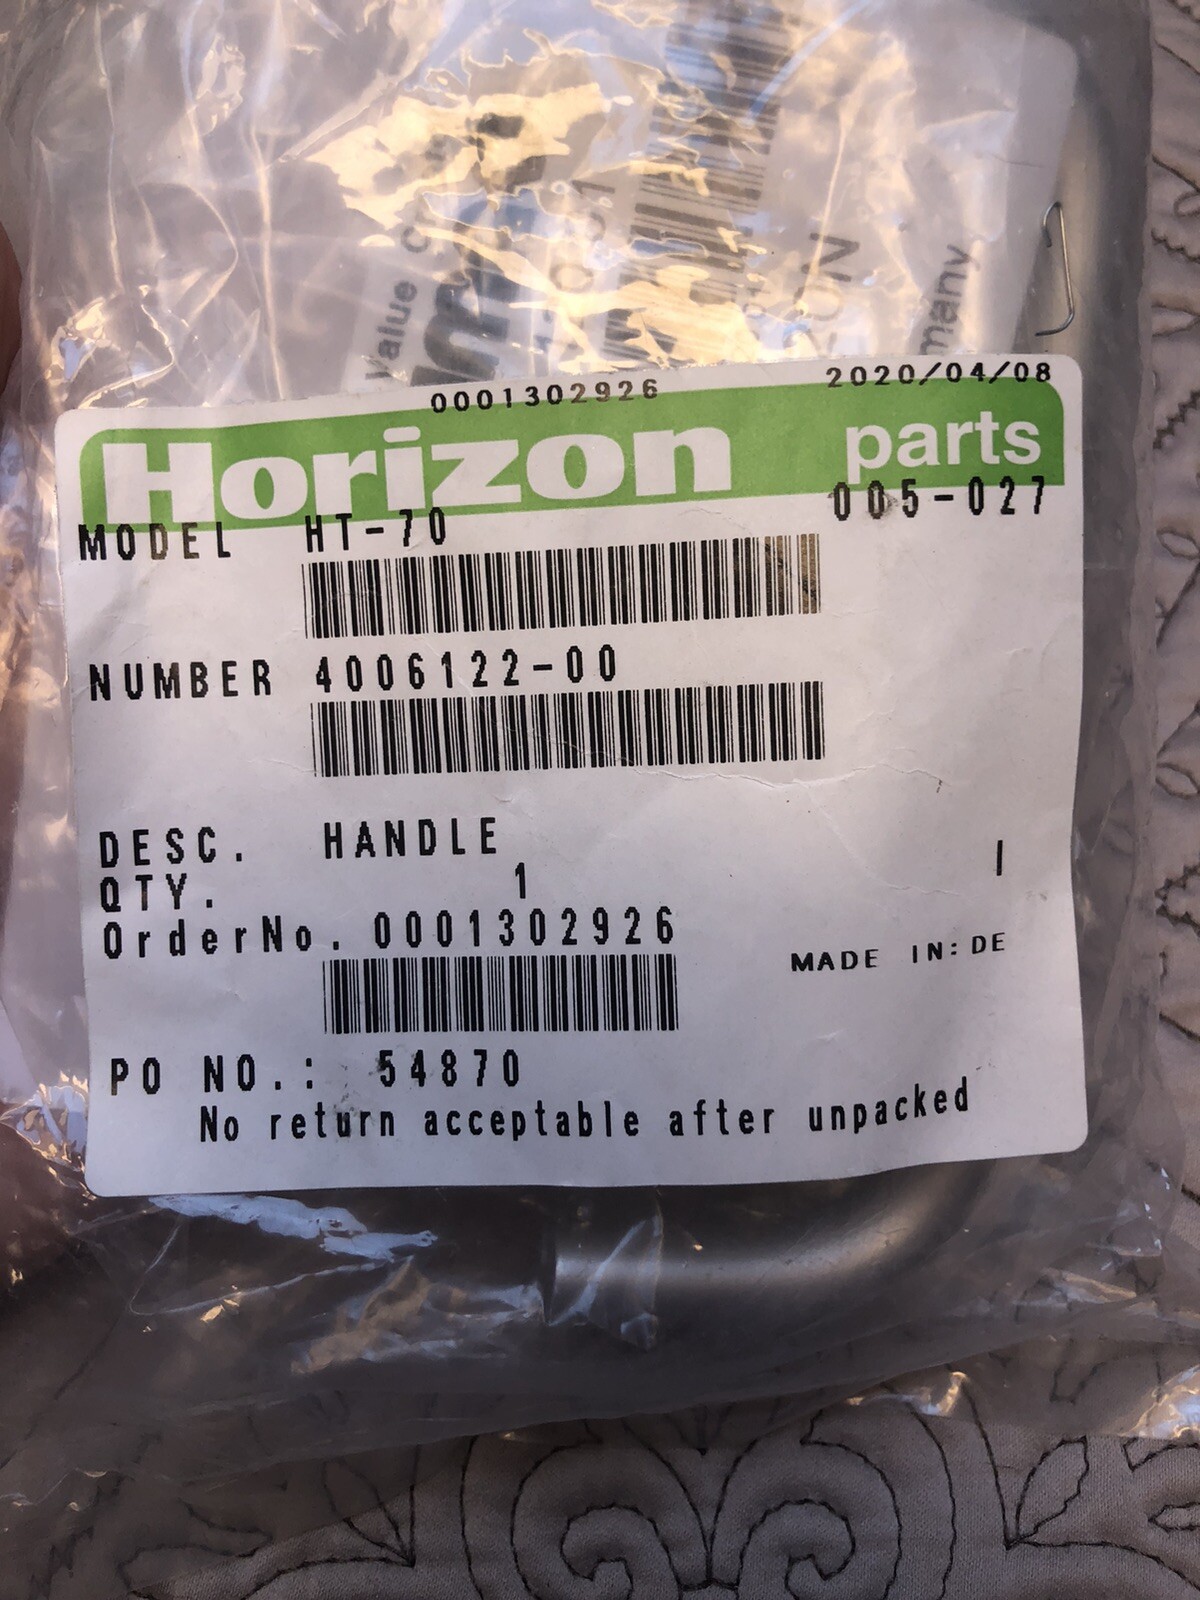 0001302926 2020/04/08
Horizon parts
005-027
MODEL HT-70
NUMBER 4006122-00
DESC. HANDLE
QTY. 1
OrderNo. 0001302926
MADE IN: DE
PO NO.: 54870
No return acceptable after unpacked